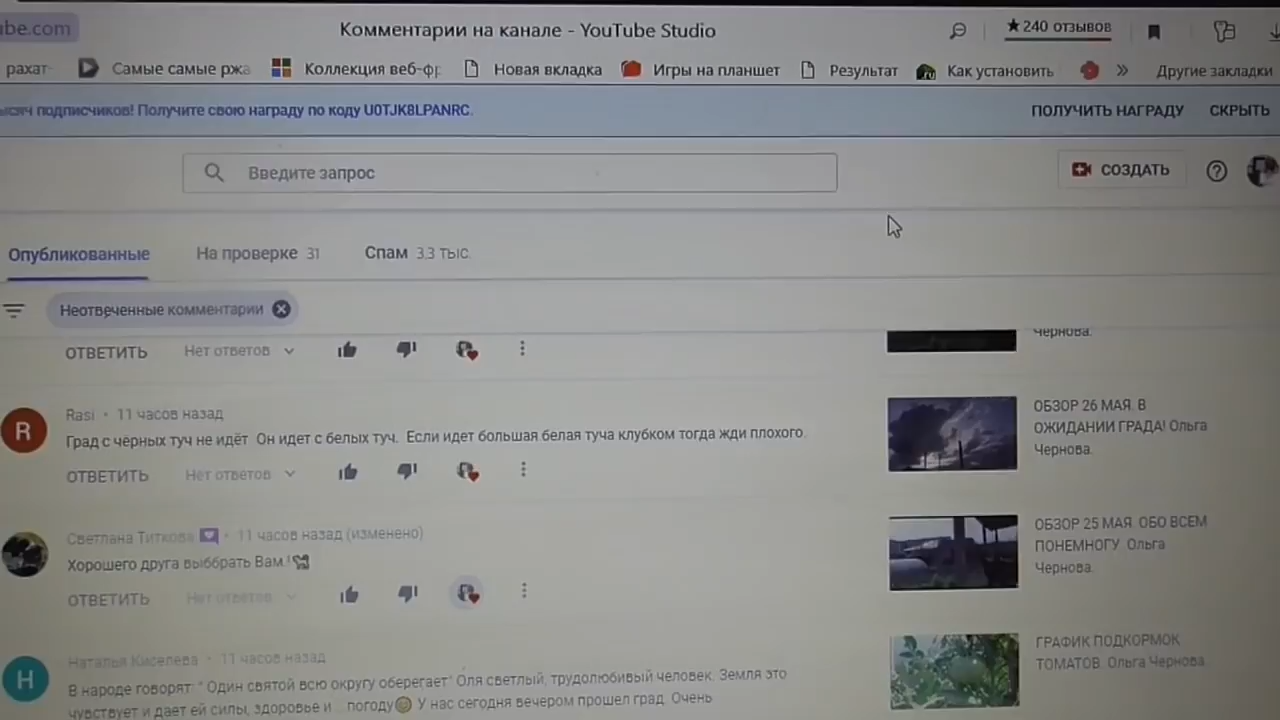 ube.com
Комментарии на канале - YouTube Studio
★240 отзывов
рахат-
Самые самые ржа
Коллекция веб-фр
Новая вкладка
Игры на планшет
Результат
Как установить
»
Другие закладки
ысяч подписчиков! Получите свою награду по коду U0TJK8LPANRC.
ПОЛУЧИТЬ НАГРАДУ
СКРЫТЬ
Введите запрос
СОЗДАТЬ
Опубликованные
На проверке 31
Спам 3,3 тыс.
Неотвеченные комментарии
ОТВЕТИТЬ
Нет ответов
Чернова.
Rasi • 11 часов назад
Град с чёрных туч не идёт Он идет с белых туч. Если идет большая белая туча клубком тогда жди плохого.
ОТВЕТИТЬ
Нет ответов
ОБЗОР 26 МАЯ. В
ОЖИДАНИИ ГРАДА! Ольга
Чернова.
Светлана Титкова • 11 часов назад (изменено)
Хорошего друга выббрать Вам.!
ОТВЕТИТЬ
Нет ответов
ОБЗОР 25 МАЯ. ОБО ВСЕМ
ПОНЕМНОГУ. Ольга
Чернова.
Наталья Киселева • 11 часов назад
В народе говорят: " Один святой всю округу оберегает" Оля светлый, трудолюбивый человек. Земля это
чувствует и дает ей силы, здоровье и ...погоду У нас сегодня вечером прошел град. Очень
ГРАФИК ПОДКОРМОК
ТОМАТОВ. Ольга Чернова.
R
Н